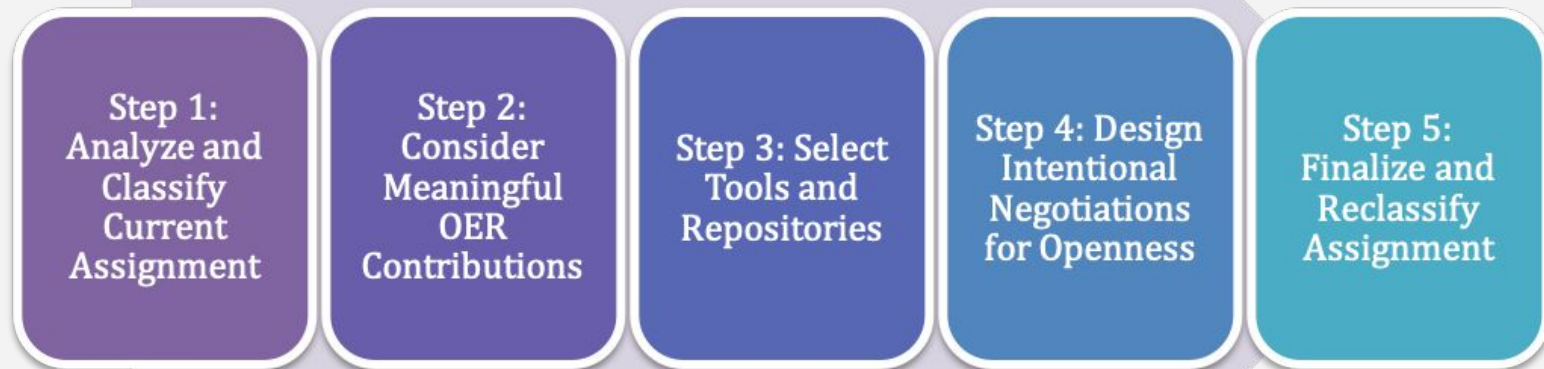 Step 1:
Analyze and
Classify
Current
Assignment
Step 2:
Consider
Meaningful
OER
Contributions
Step 3: Select
Tools and
Repositories
Step 4: Design
Intentional
Negotiations
for Openness
Step 5:
Finalize and
Reclassify
Assignment